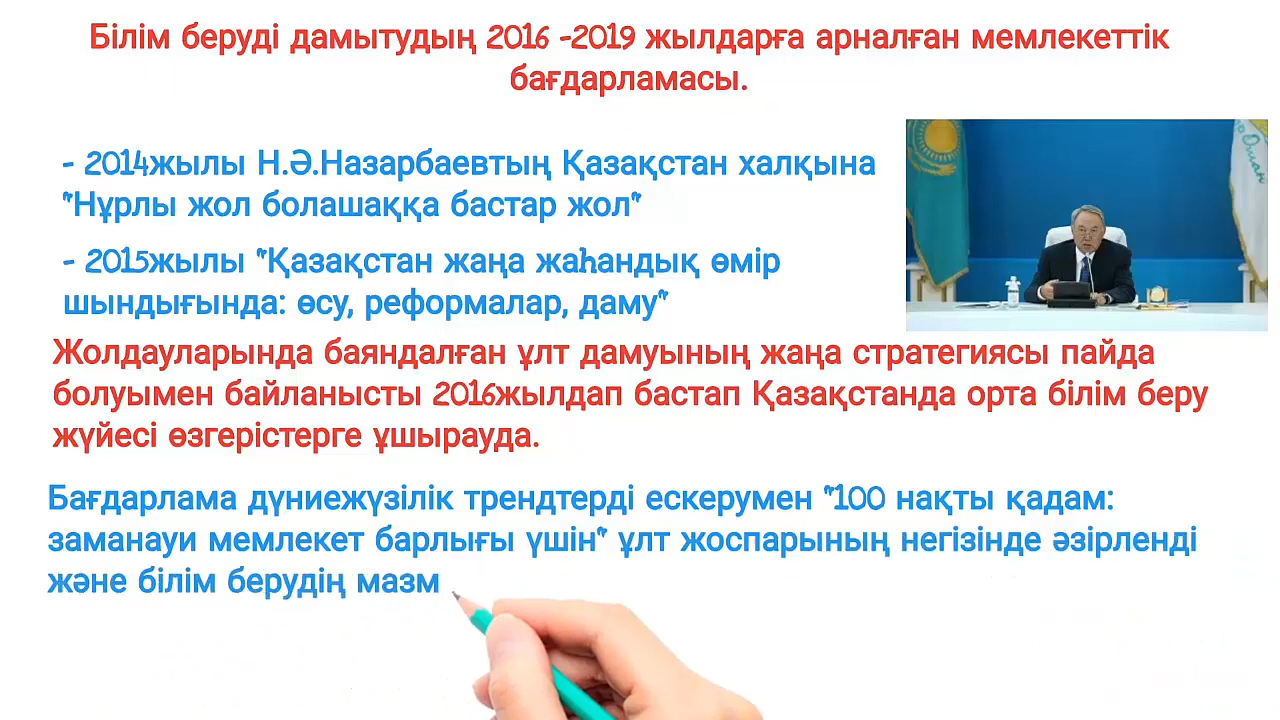 Білім беруді дамытудың 2016 -2019 жылдарға арналған мемлекеттік
бағдарламасы.
- 2014жылы Н.Ә.Назарбаевтың Қазақстан халқына
"Нұрлы жол болашаққа бастар жол"
- 2015жылы "Қазақстан жаңа жаһандық өмір
шындығында: өсу, реформалар, даму"
Жолдауларында баяндалған ұлт дамуының жаңа стратегиясы пайда
болуымен байланысты 2016жылдап бастап Қазақстанда орта білім беру
жүйесі өзгерістерге ұшырауда.
Бағдарлама дүниежүзілік трендтерді ескерумен "100 нақты қадам:
заманауи мемлекет барлығы үшін" ұлт жоспарының негізінде әзірленді
және білім берудің мазм